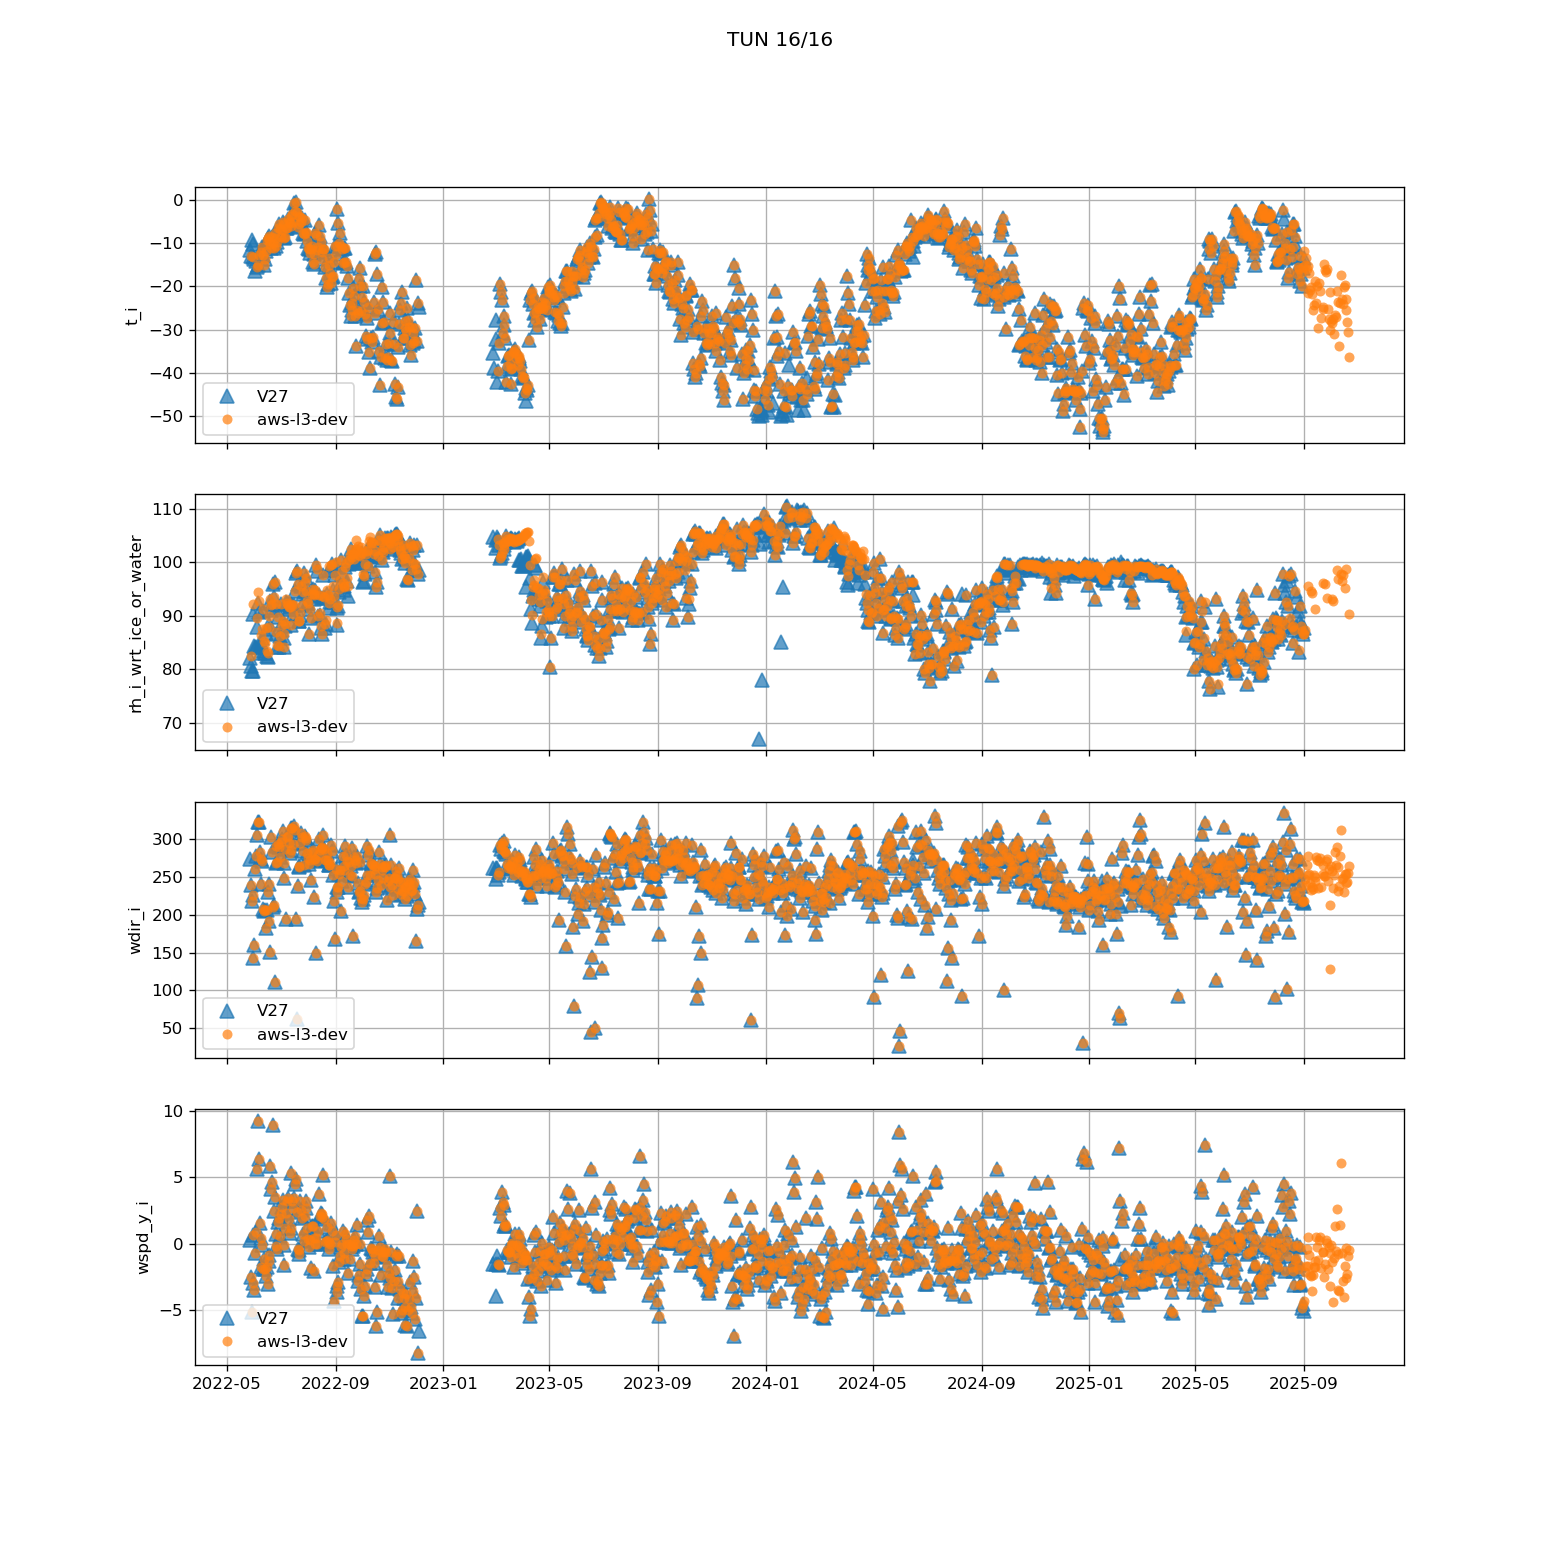 TUN 16/16
0
−10
−20
−30
−40
−50
t_i
V27
aws-l3-dev
110
100
90
80
70
rh_i_wrt_ice_or_water
V27
aws-l3-dev
300
250
200
150
100
50
wdir_i
V27
aws-l3-dev
10
5
0
−5
wspd_y_i
V27
aws-l3-dev
2022-05 2022-09 2023-01 2023-05 2023-09 2024-01 2024-05 2024-09 2025-01 2025-05 2025-09